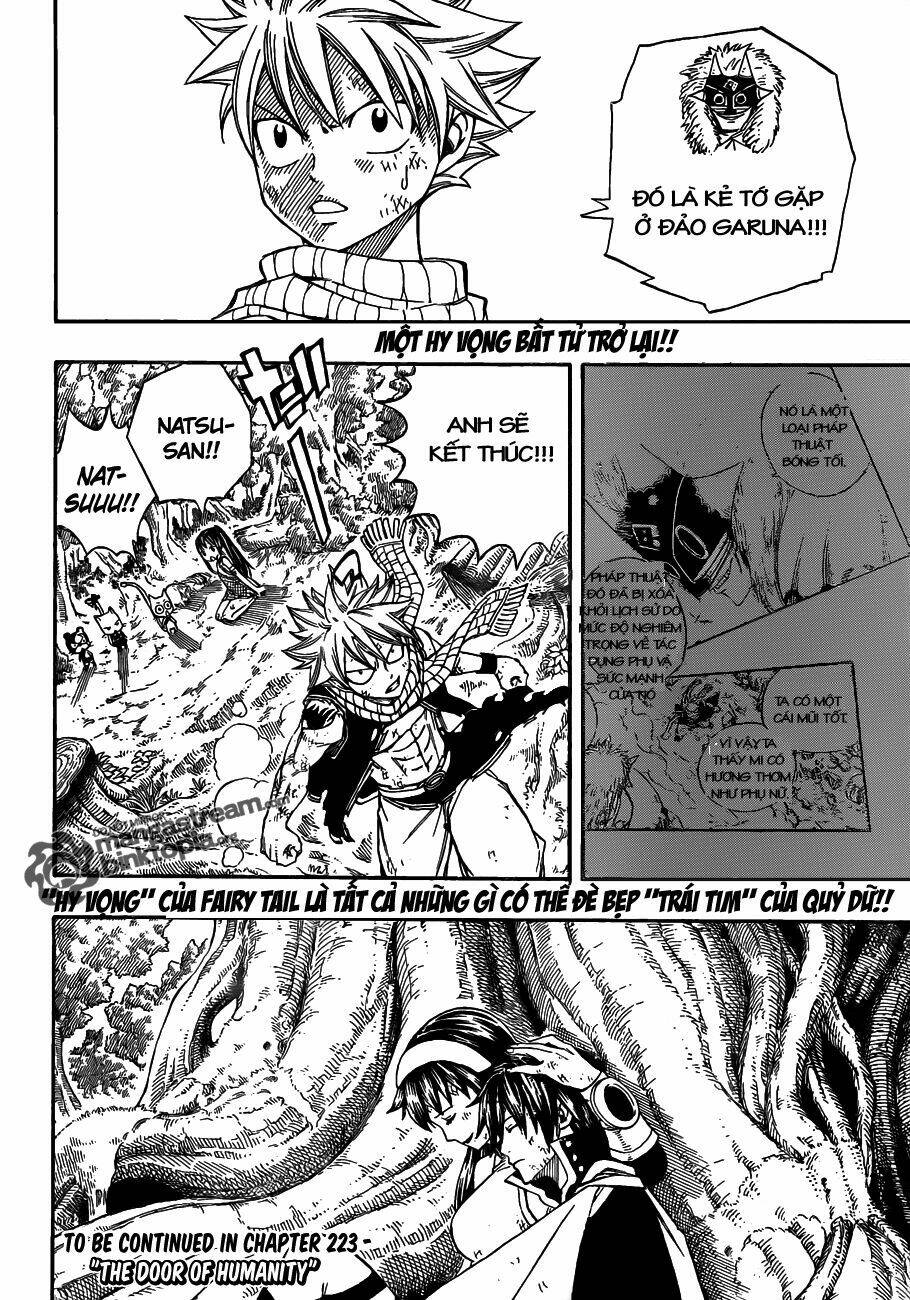 ĐÓ LÀ KẺ TỚ GẶP
Ở ĐẢO GARUNA!!!
MỘT HY VỌNG BẤT TỬ TRỞ LẠI!!
NÓ LÀ MỘT
LOẠI PHÁP
THUẬT
BÓNG TỐI.
PHÁP THUẬT
ĐÓ ĐÃ BỊ XÓA
KHỎI LỊCH SỬ DO
MỨC ĐỘ NGHIÊM
TRỌNG VỀ TÁC
DỤNG PHỤ VÀ
SỨC MẠNH
CỦA NÓ
TA CÓ MỘT
CÁI MŨI TỐT.
VÌ VẬY TA
THẤY MI CÓ
HƯƠNG THƠM
NHƯ PHỤ NỮ.
ANH SẼ
KẾT THÚC!!!
NATSU-
SAN!!
NAT-
SUUU!!
mangastream.com
binktopia.org
"HY VỌNG" CỦA FAIRY TAIL LÀ TẤT CẢ NHỮNG GÌ CÓ THỂ ĐÈ BẸP "TRÁI TIM" CỦA QUỶ DỮ!!
TO BE CONTINUED IN CHAPTER 223 -
"THE DOOR OF HUMANITY"